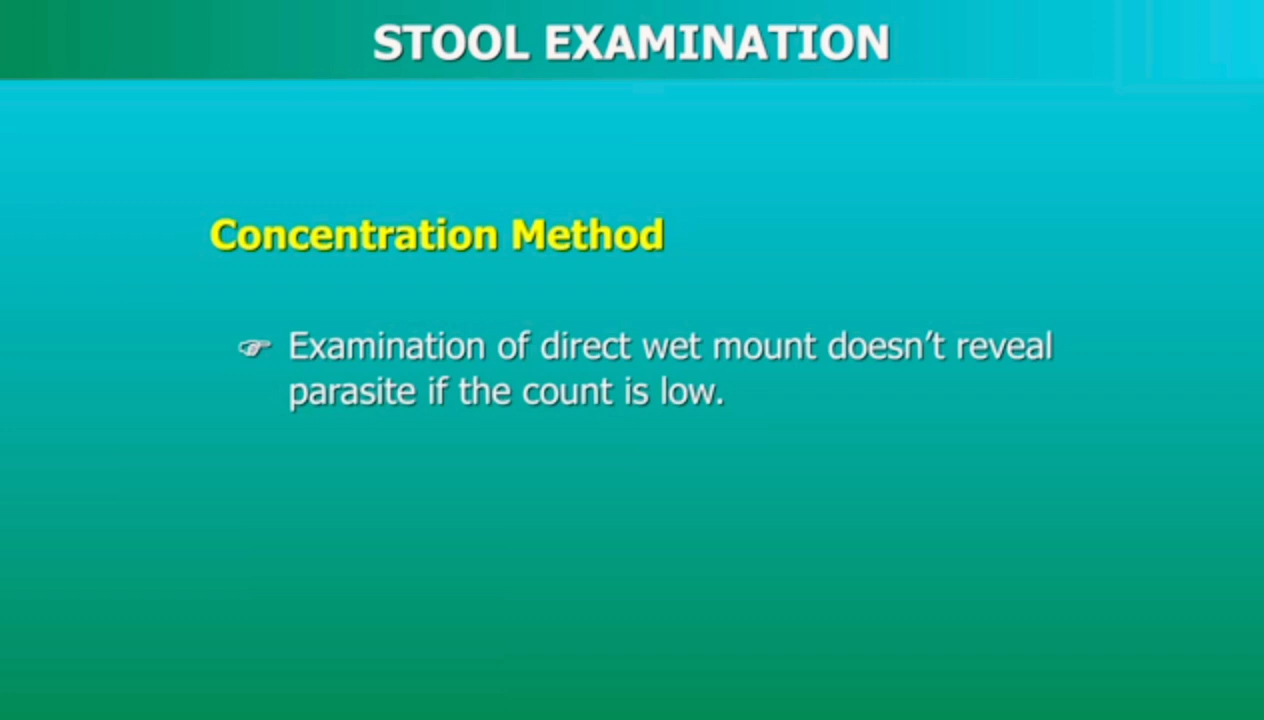 STOOL EXAMINATION
Concentration Method
☞ Examination of direct wet mount doesn’t reveal
parasite if the count is low.